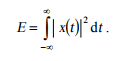 E = ∫_{-∞}^{∞} | x(t)|² dt .